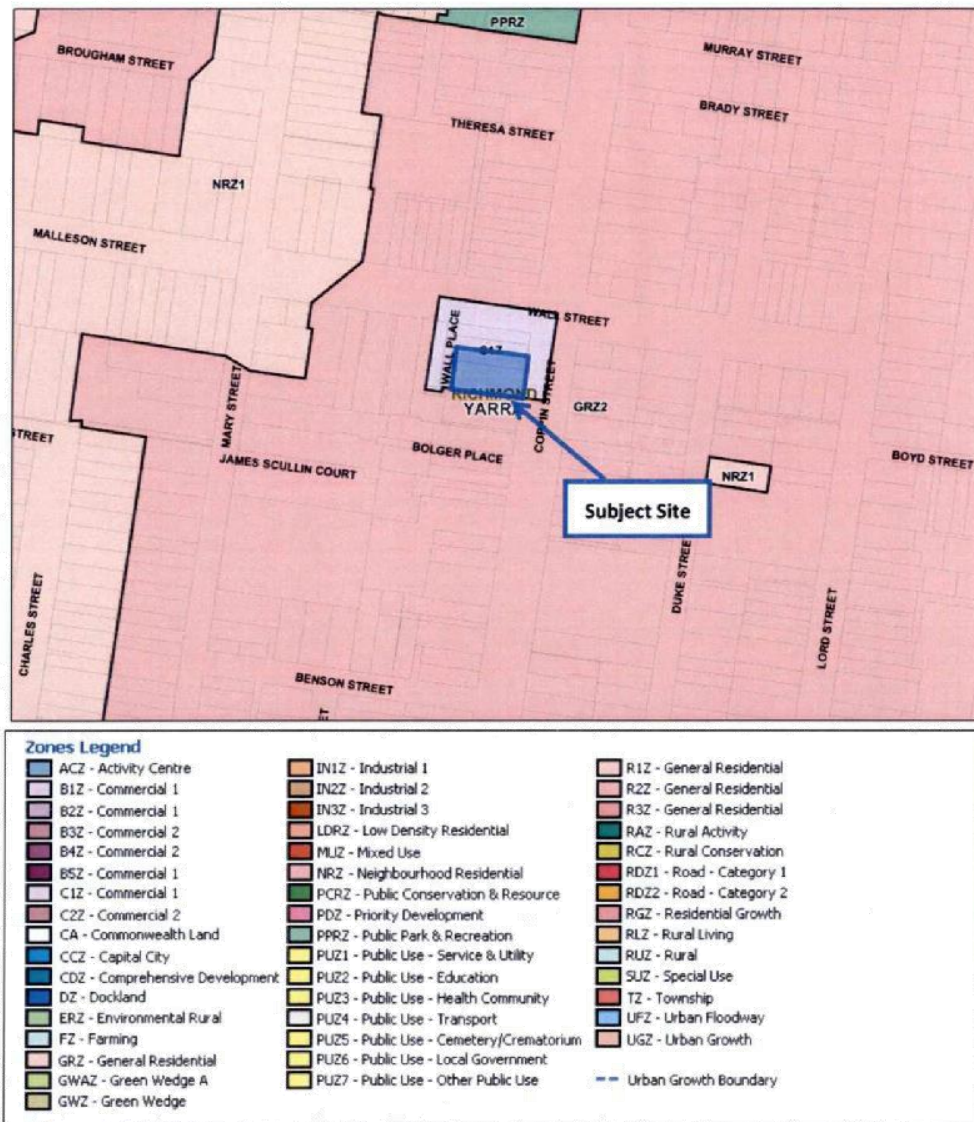 PPRZ
BROUGHAM STREET
MURRAY STREET
BRADY STREET
THERESA STREET
NRZ1
MALLESON STREET
WALL STREET
WALL PLACE
C1Z
RICHMOND
YARRA
COPPIN STREET
GRZ2
MARY STREET
STREET
BOLGER PLACE
JAMES SCULLIN COURT
BOYD STREET
NRZ1
Subject Site
DUKE STREET
CHARLES STREET
LORD STREET
BENSON STREET
ET
Zones Legend
ACZ - Activity Centre
B1Z - Commercial 1
B2Z - Commercial 1
B3Z - Commercial 2
B4Z - Commercial 2
B5Z - Commercial 1
C1Z - Commercial 1
C2Z - Commercial 2
CA - Commonwealth Land
CCZ - Capital City
CDZ - Comprehensive Development
DZ - Dockland
ERZ - Environmental Rural
FZ - Farming
GRZ - General Residential
GWAZ - Green Wedge A
GWZ - Green Wedge
IN1Z - Industrial 1
IN2Z - Industrial 2
IN3Z - Industrial 3
LDRZ - Low Density Residential
MUZ - Mixed Use
NRZ - Neighbourhood Residential
PCRZ - Public Conservation & Resource
PDZ - Priority Development
PPRZ - Public Park & Recreation
PUZ1 - Public Use - Service & Utility
PUZ2 - Public Use - Education
PUZ3 - Public Use - Health Community
PUZ4 - Public Use - Transport
PUZ5 - Public Use - Cemetery/Crematorium
PUZ6 - Public Use - Local Government
PUZ7 - Public Use - Other Public Use
R1Z - General Residential
R2Z - General Residential
R3Z - General Residential
RAZ - Rural Activity
RCZ - Rural Conservation
RDZ1 - Road - Category 1
RDZ2 - Road - Category 2
RGZ - Residential Growth
RLZ - Rural Living
RUZ - Rural
SUZ - Special Use
TZ - Township
UFZ - Urban Floodway
UGZ - Urban Growth
Urban Growth Boundary